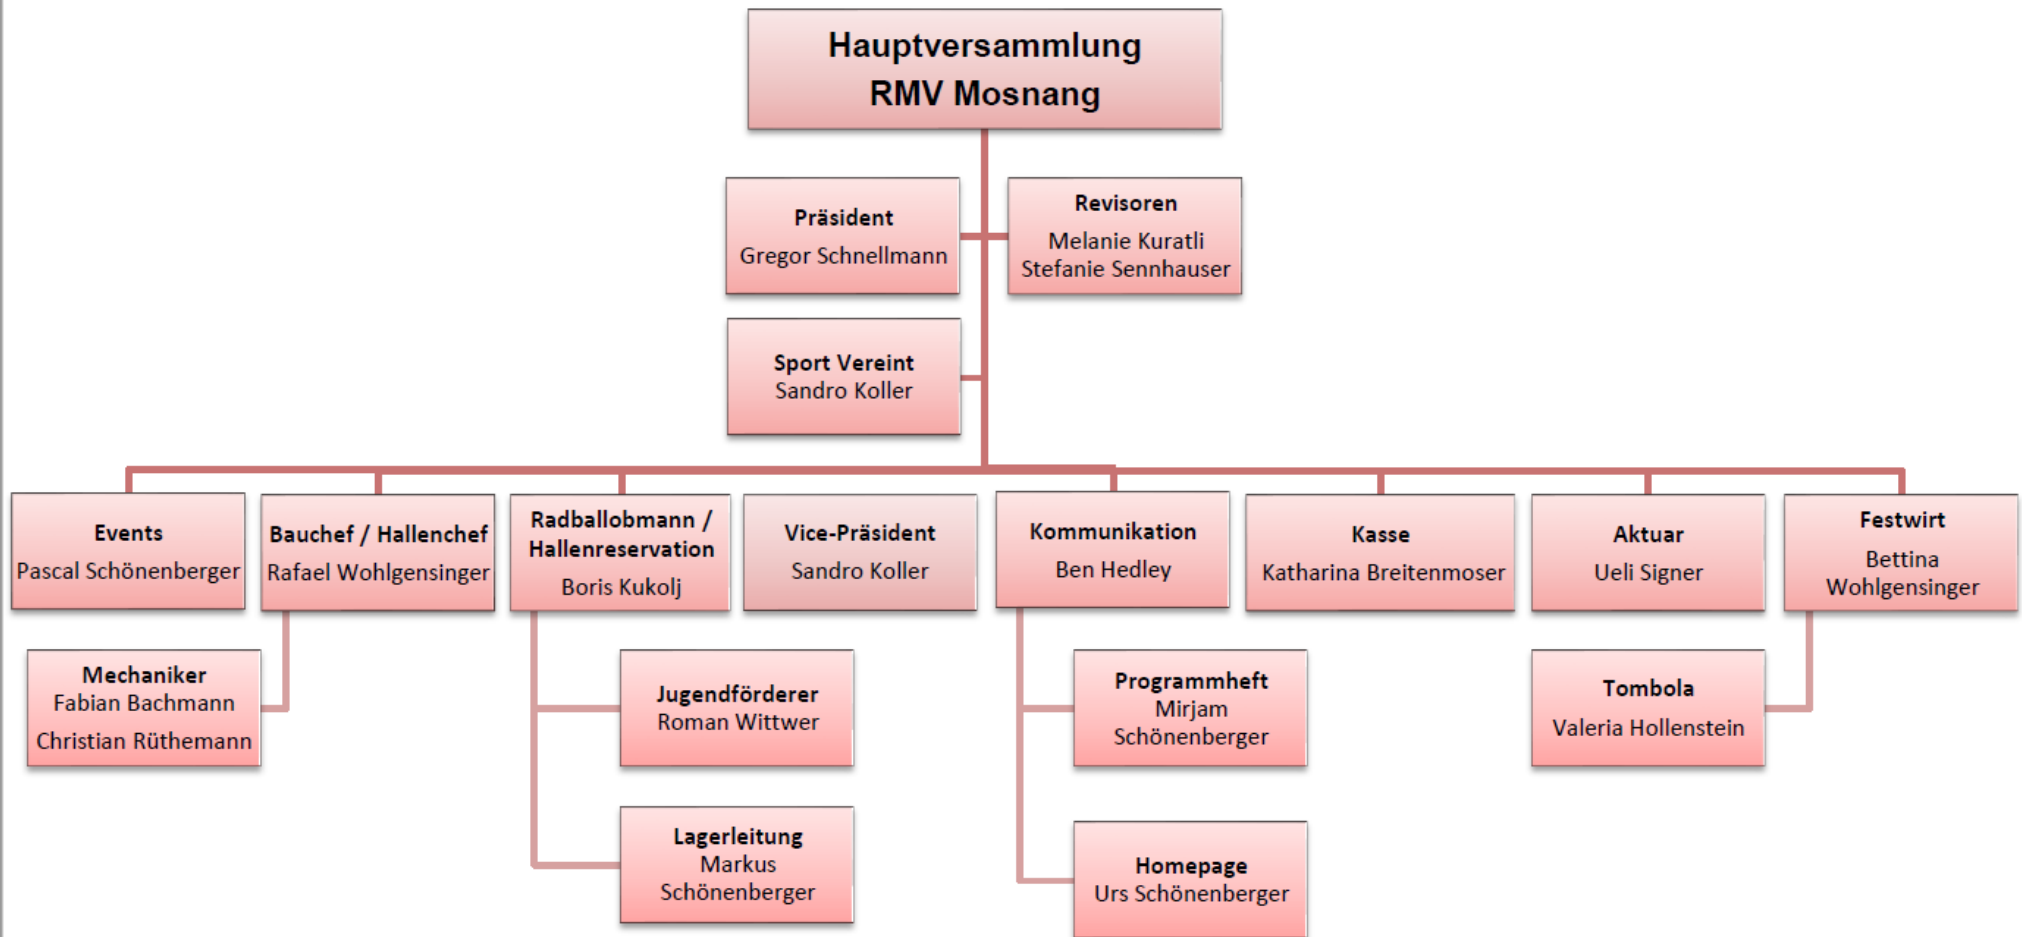 Hauptversammlung
RMV Mosnang
Präsident
Gregor Schnellmann
Revisoren
Melanie Kuratli
Stefanie Sennhauser
Sport Vereint
Sandro Koller
Events
Pascal Schönenberger
Bauchef / Hallenchef
Rafael Wohlgensinger
Radballobmann /
Hallenreservation
Boris Kukolj
Vice-Präsident
Sandro Koller
Kommunikation
Ben Hedley
Kasse
Katharina Breitenmoser
Aktuar
Ueli Signer
Festwirt
Bettina
Wohlgensinger
Mechaniker
Fabian Bachmann
Christian Rüthemann
Jugendförderer
Roman Wittwer
Programmheft
Mirjam
Schönenberger
Tombola
Valeria Hollenstein
Lagerleitung
Markus
Schönenberger
Homepage
Urs Schönenberger